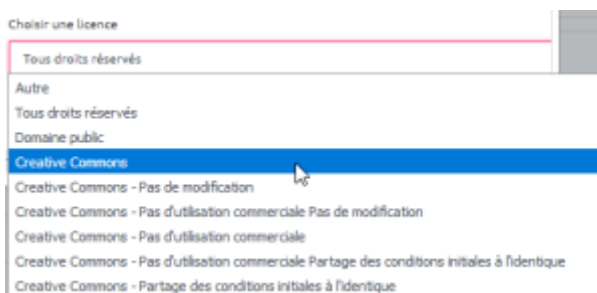 Choisir une licence
Tous droits réservés
Autre
Tous droits réservés
Domaine public
Creative Commons
Creative Commons - Pas de modification
Creative Commons - Pas d'utilisation commerciale Pas de modification
Creative Commons - Pas d'utilisation commerciale
Creative Commons - Pas d'utilisation commerciale Partage des conditions initiales à l'identique
Creative Commons - Partage des conditions initiales à l'identique